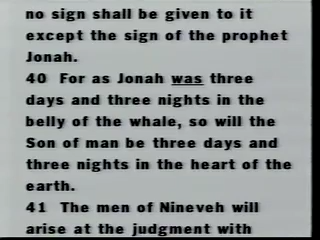 no sign shall be given to it
except the sign of the prophet
Jonah.
40 For as Jonah was three
days and three nights in the
belly of the whale, so will the
Son of man be three days and
three nights in the heart of the
earth.
41 The men of Nineveh will
arise at the judgment with